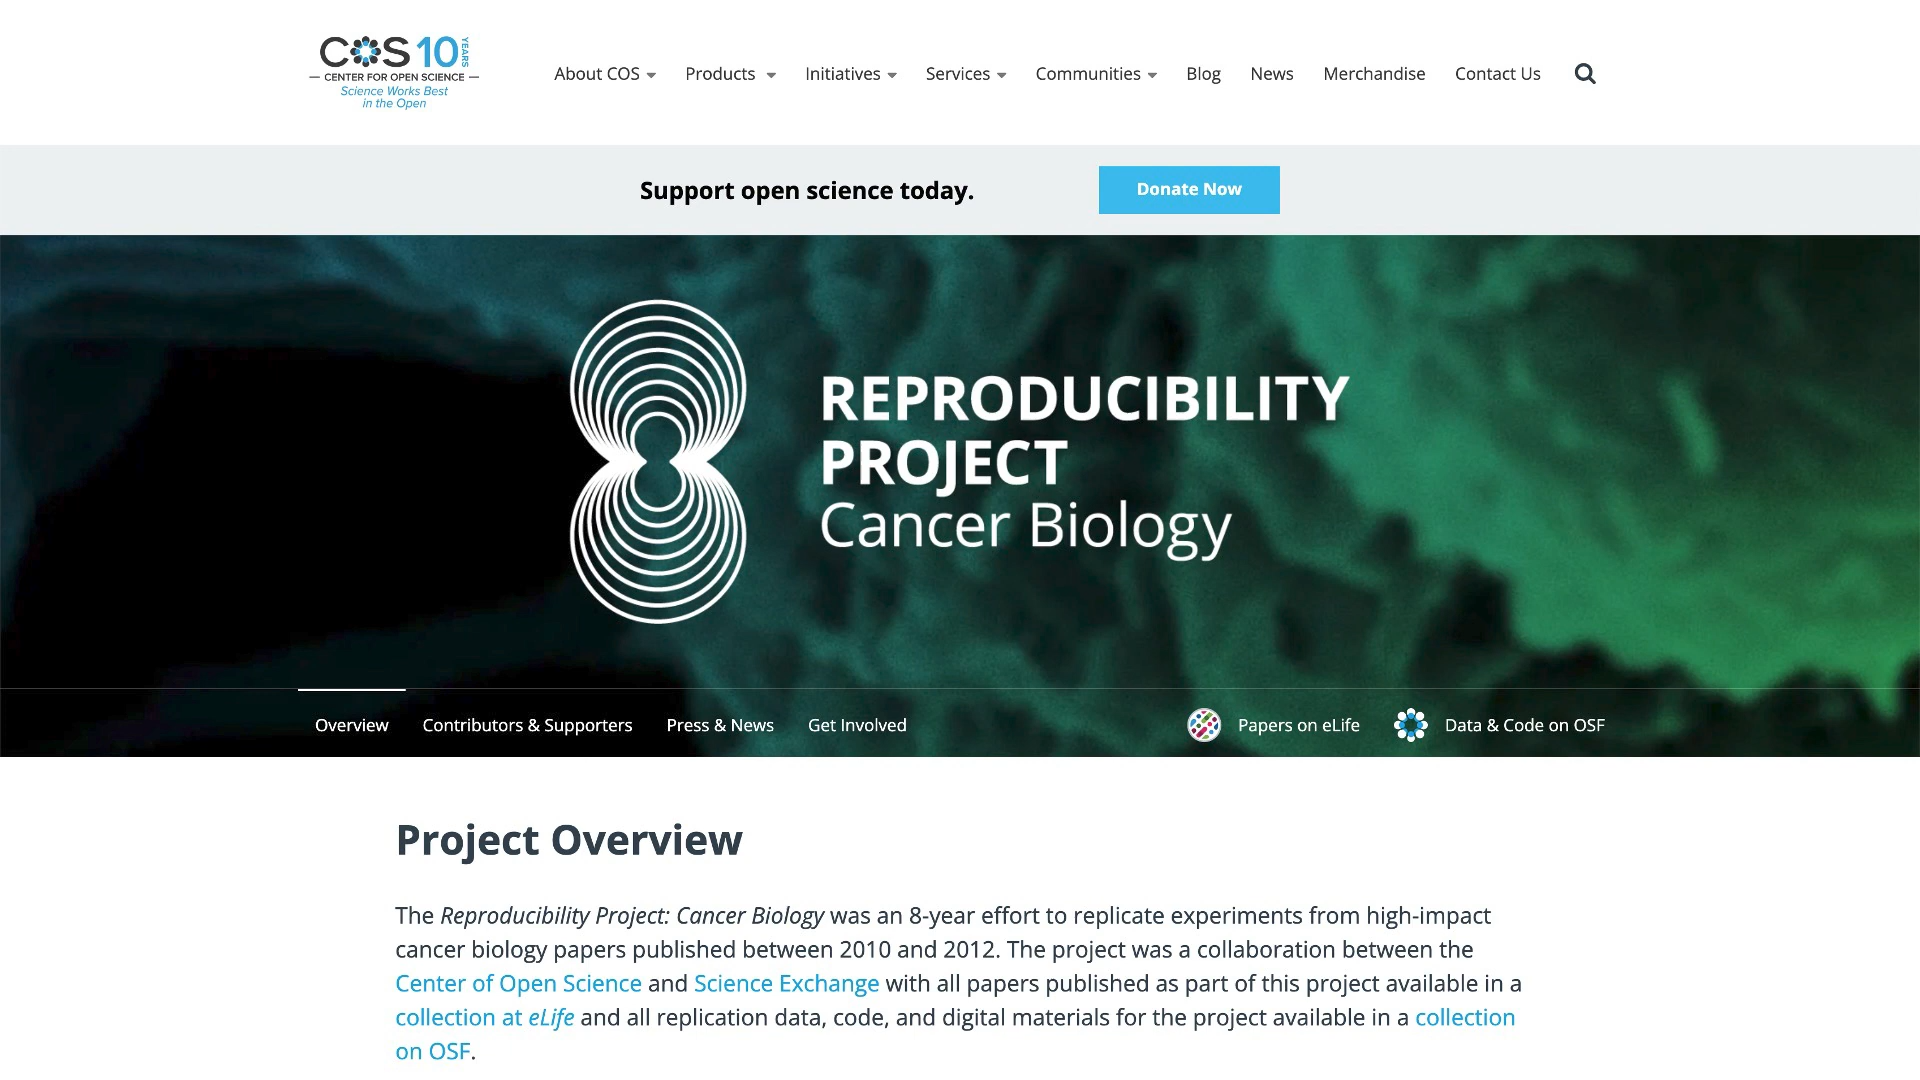 COS 10 YEARS
CENTER FOR OPEN SCIENCE
Science Works Best
in the Open
About COS
Products
Initiatives
Services
Communities
Blog
News
Merchandise
Contact Us
Support open science today.
Donate Now
REPRODUCIBILITY
PROJECT
Cancer Biology
Overview
Contributors & Supporters
Press & News
Get Involved
Papers on eLife
Data & Code on OSF
Project Overview
The Reproducibility Project: Cancer Biology was an 8-year effort to replicate experiments from high-impact
cancer biology papers published between 2010 and 2012. The project was a collaboration between the
Center of Open Science and Science Exchange with all papers published as part of this project available in a
collection at eLife and all replication data, code, and digital materials for the project available in a collection
on OSF.